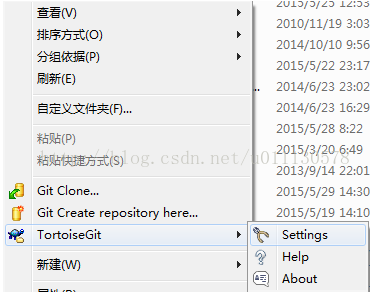 查看(V)
2015/5/25 12:53
2010/11/19 3:03
排序方式(O)
2014/10/10 9:56
分组依据(P)
2015/5/22 23:17
刷新(E)
2014/6/23 23:02
自定义文件夹(F)...
2014/6/23 16:29
2015/5/28 8:22
粘贴(P)
2015/3/20 6:49
粘贴快捷方式(S)
http://blog.csdn.net/u011130578
2013/9/14 22:01
Git Clone...
2015/5/29 14:30
Git Create repository here...
2015/5/19 14:10
TortoiseGit
Settings
Help
新建(W)
About
属性(R)